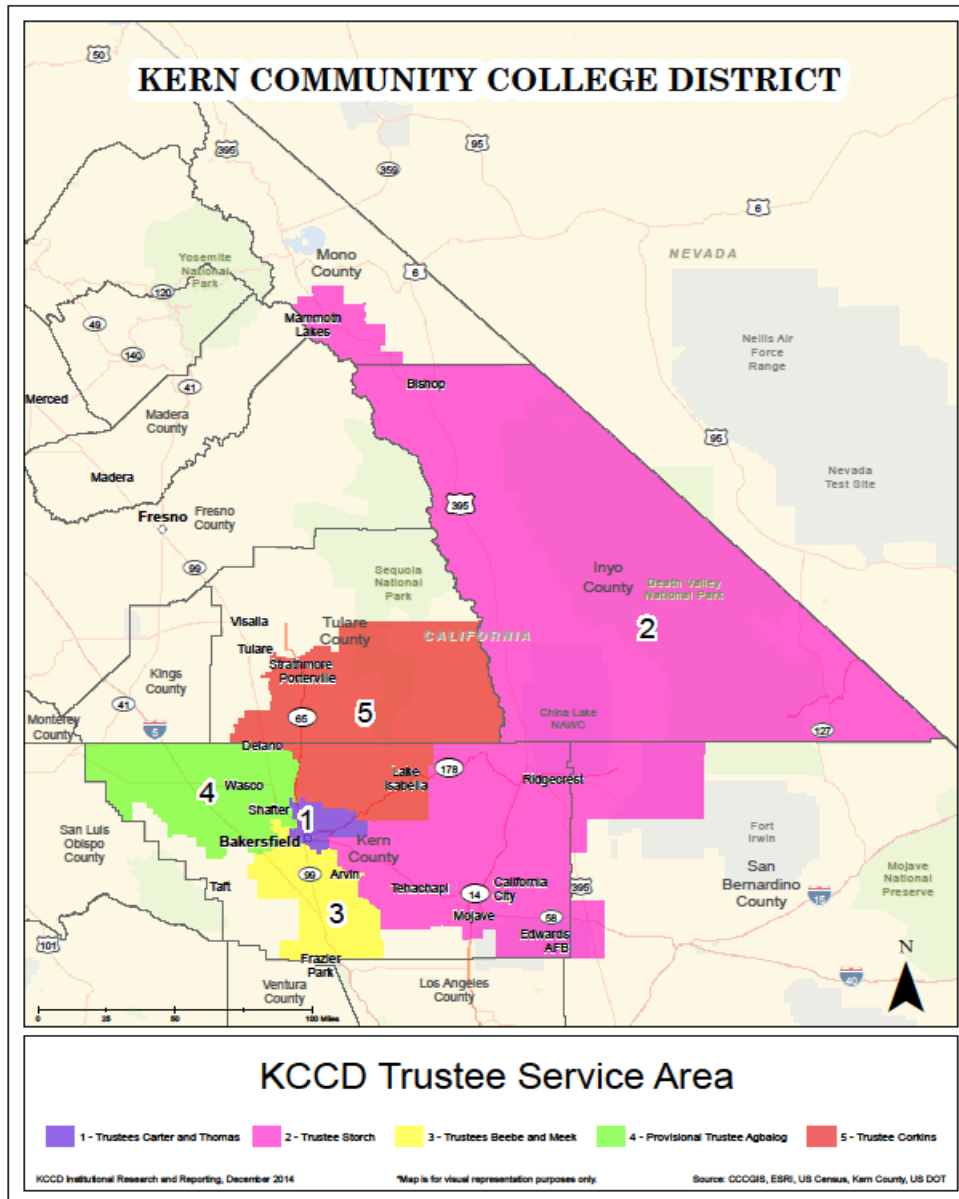 50
KERN COMMUNITY COLLEGE DISTRICT
95
395
359
6
Yosemite
National
Park
Mono
County
NEVADA
6
120
Mammoth
Lakes
49
140
Nellis Air
Force
Range
41
Bishop
Merced
Madera
County
95
Madera
Nevada
Test Site
395
Fresno
Fresno
County
99
Sequoia
National
Park
Inyo
County
Death Valley
National Park
Visalia
Tulare
County
CALIFORNIA
2
Tulare
Strathmore
Porterville
Kings
County
41
5
65
China Lake
NAWC
Monterey
County
5
127
Delano
Lake
Isabella
178
Ridgecrest
4
Wasco
Shafter
1
San Luis
Obispo
County
Bakersfield
Kern
County
Fort
Irwin
San
Bernardino
County
Mojave
National
Preserve
Taft
99
Arvin
Tehachapi
14
California
City
395
15
3
Mojave
58
Edwards
AFB
101
Frazier
Park
N
Ventura
County
Los Angeles
County
40
0 25 50 100 Miles
KCCD Trustee Service Area
1 - Trustees Carter and Thomas
2 - Trustee Storch
3 - Trustees Beebe and Meek
4 - Provisional Trustee Agbalog
5 - Trustee Corkins
KCCD Institutional Research and Reporting, December 2014
*Map is for visual representation purposes only.
Source: CCCGIS, ESRI, US Census, Kern County, US DOT